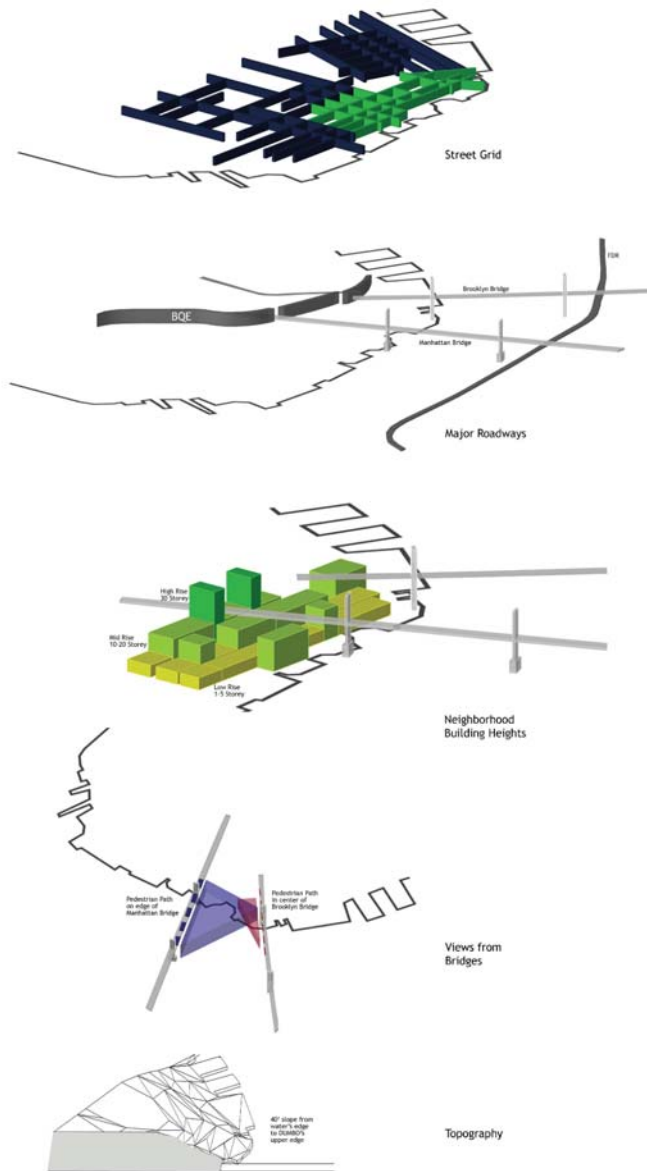 Street Grid
FDR
Brooklyn Bridge
BQE
Manhattan Bridge
Major Roadways
High Rise
30 Storey
Mid Rise
10-20 Storey
Low Rise
1-5 Storey
Neighborhood
Building Heights
Pedestrian Path
on edge of
Manhattan Bridge
Pedestrian Path
in center of
Brooklyn Bridge
Views from
Bridges
40' slope from
water's edge
to DUMBO's
upper edge
Topography